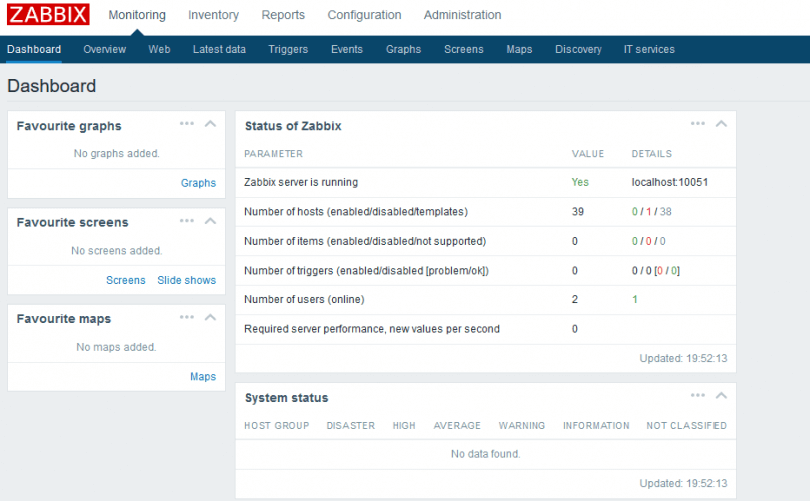 ZABBIX Monitoring Inventory Reports Configuration Administration
Dashboard Overview Web Latest data Triggers Events Graphs Screens Maps Discovery IT services
Dashboard
Favourite graphs
No graphs added.
Graphs
Favourite screens
No screens added.
Screens Slide shows
Favourite maps
No maps added.
Maps
Status of Zabbix
PARAMETER VALUE DETAILS
Zabbix server is running Yes localhost:10051
Number of hosts (enabled/disabled/templates) 39 0 / 1 / 38
Number of items (enabled/disabled/not supported) 0 0 / 0 / 0
Number of triggers (enabled/disabled [problem/ok]) 0 0 / 0 [0 / 0]
Number of users (online) 2 1
Required server performance, new values per second 0
Updated: 19:52:13
System status
HOST GROUP DISASTER HIGH AVERAGE WARNING INFORMATION NOT CLASSIFIED
No data found.
Updated: 19:52:13